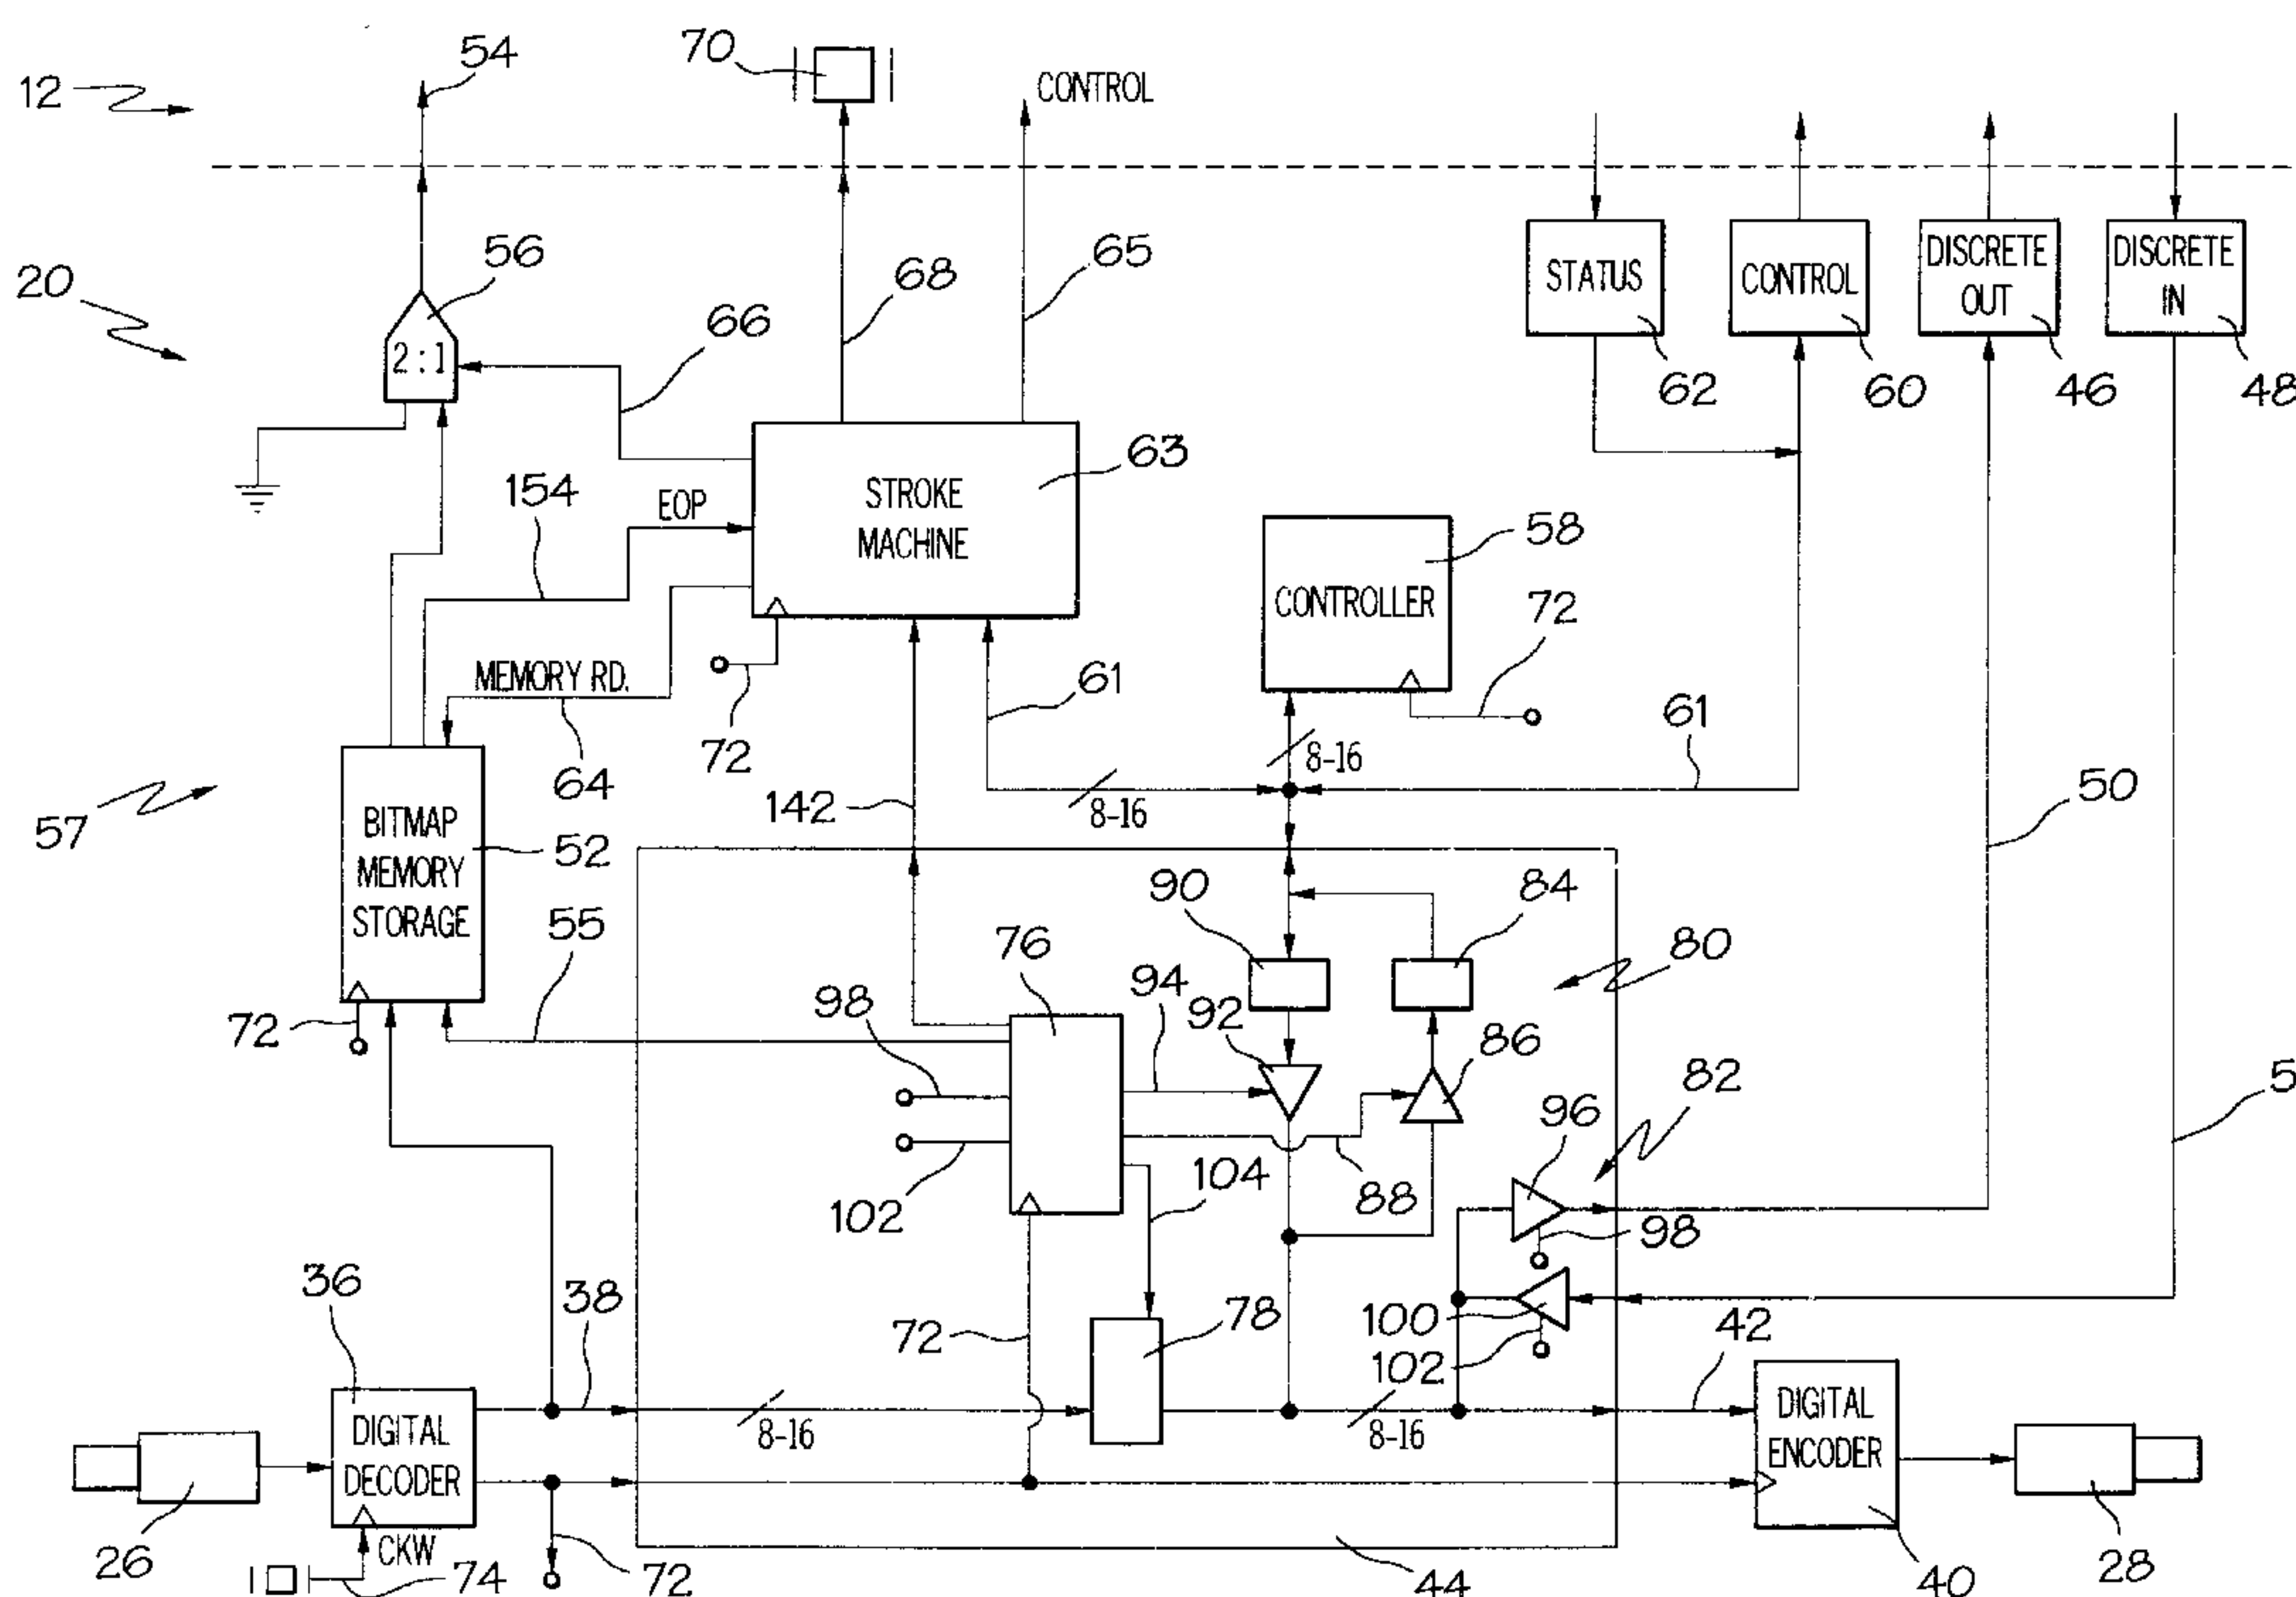 54
70
CONTROL
12
56
20
2 : 1
66
68
65
STATUS
62
CONTROL
60
DISCRETE
OUT
46
DISCRETE
IN
48
154
EOP
STROKE
MACHINE
63
58
CONTROLLER
72
MEMORY RD.
64
72
61
8-16
8-16
61
50
57
BITMAP
MEMORY
STORAGE
52
142
90
84
55
76
80
98
94
92
72
86
82
102
104
88
96
98
36
38
72
78
100
102
42
DIGITAL
DECODER
8-16
8-16
DIGITAL
ENCODER
26
CKW
74
72
44
40
28